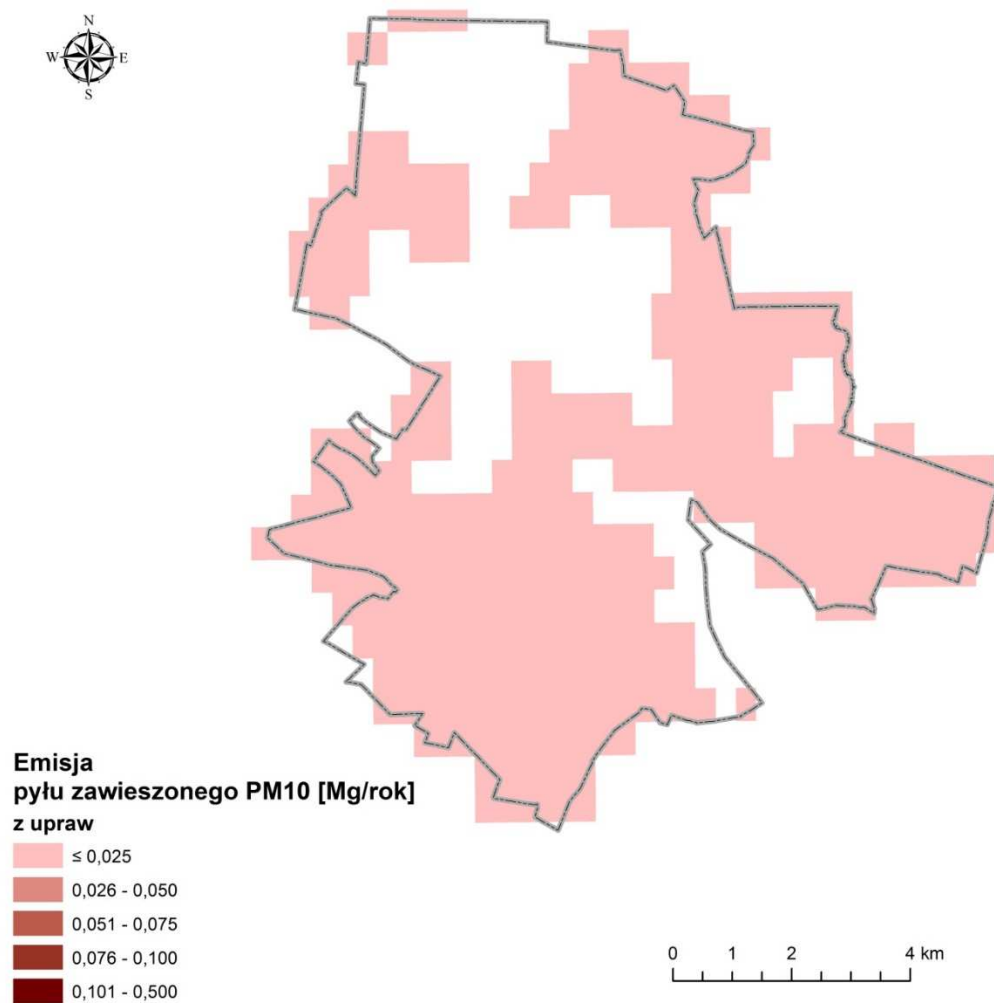 N
W E
S
Emisja
pyłu zawieszonego PM10 [Mg/rok]
z upraw
≤ 0,025
0,026 - 0,050
0,051 - 0,075
0,076 - 0,100
0,101 - 0,500
0 1 2 4 km